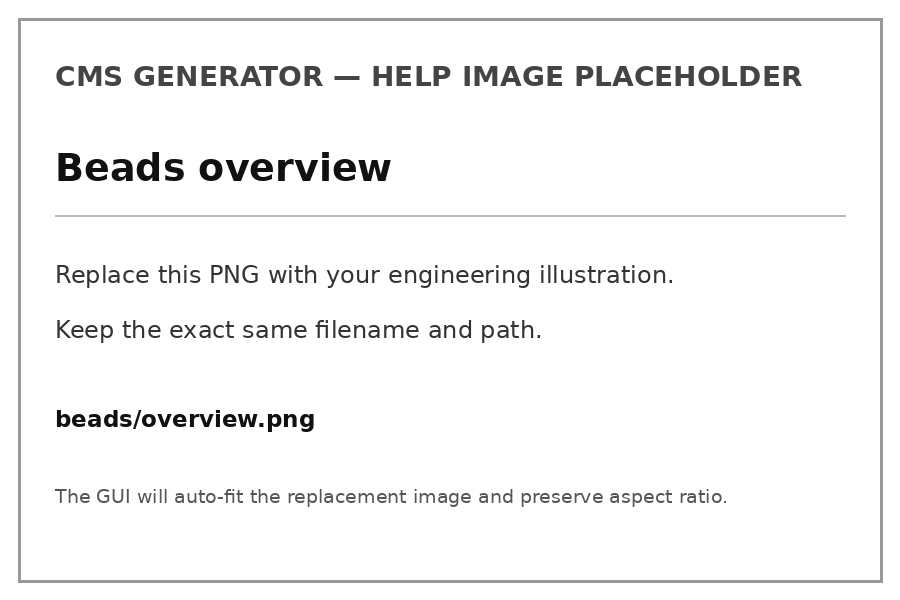 CMS GENERATOR — HELP IMAGE PLACEHOLDER
Beads overview
Replace this PNG with your engineering illustration.
Keep the exact same filename and path.
beads/overview.png
The GUI will auto-fit the replacement image and preserve aspect ratio.